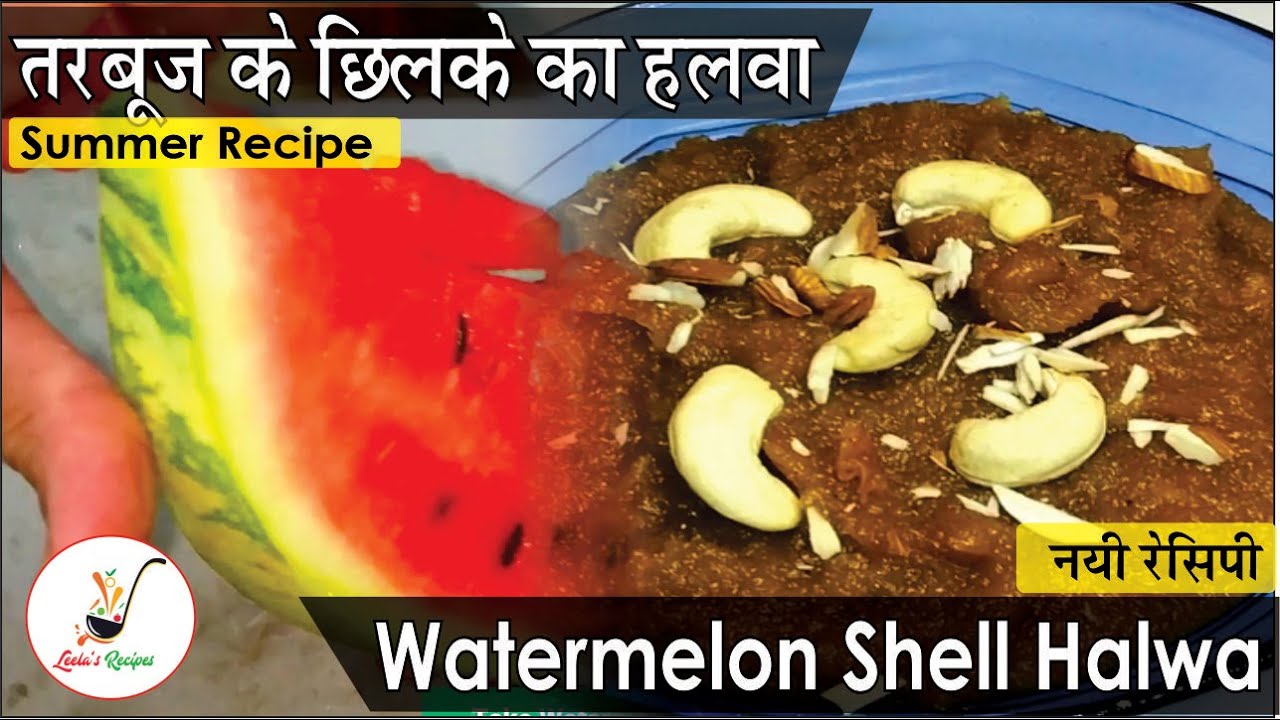 तरबूज के छिलके का हलवा
Summer Recipe
नयी रेसिपी
Leela's Recipes
Watermelon Shell Halwa